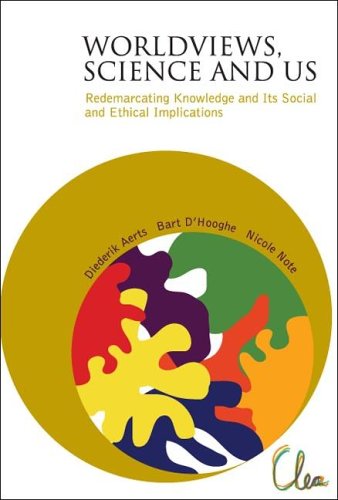 WORLDVIEWS,
SCIENCE AND US
Redemarcating Knowledge and Its Social
and Ethical Implications
Diederik Aerts Bart D'Hooghe Nicole Note
Clea